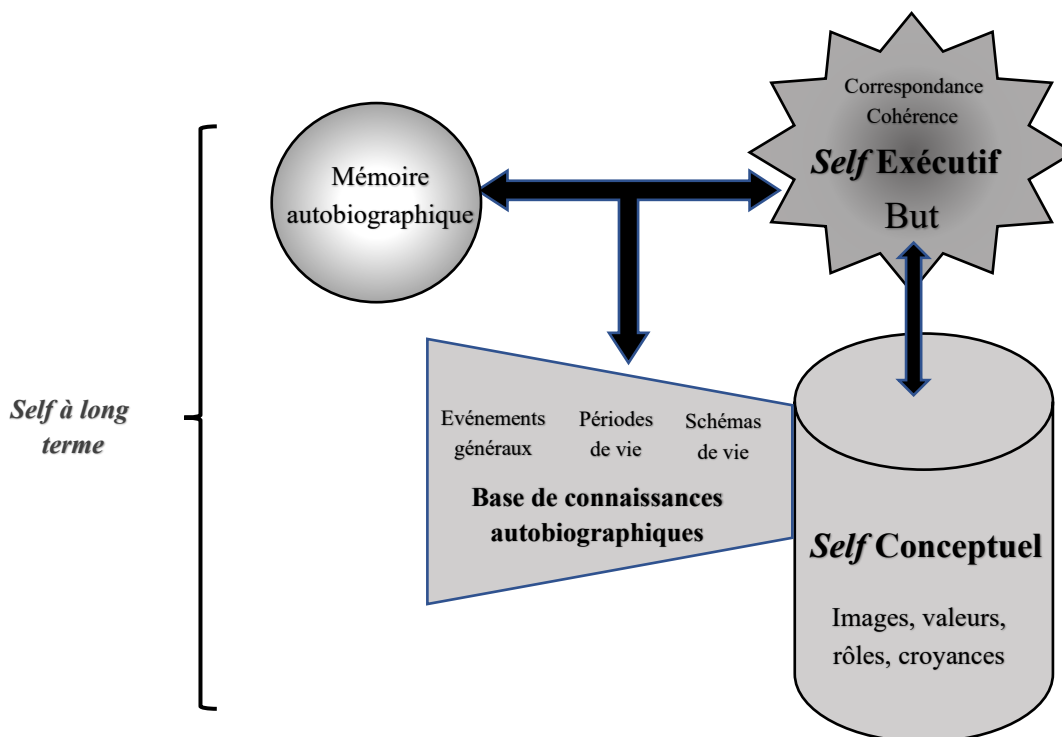 Correspondance
Cohérence
Self Exécutif
But
Mémoire
autobiographique
Self à long
terme
Evénements
généraux
Périodes
de vie
Schémas
de vie
Base de connaissances
autobiographiques
Self Conceptuel
Images, valeurs,
rôles, croyances